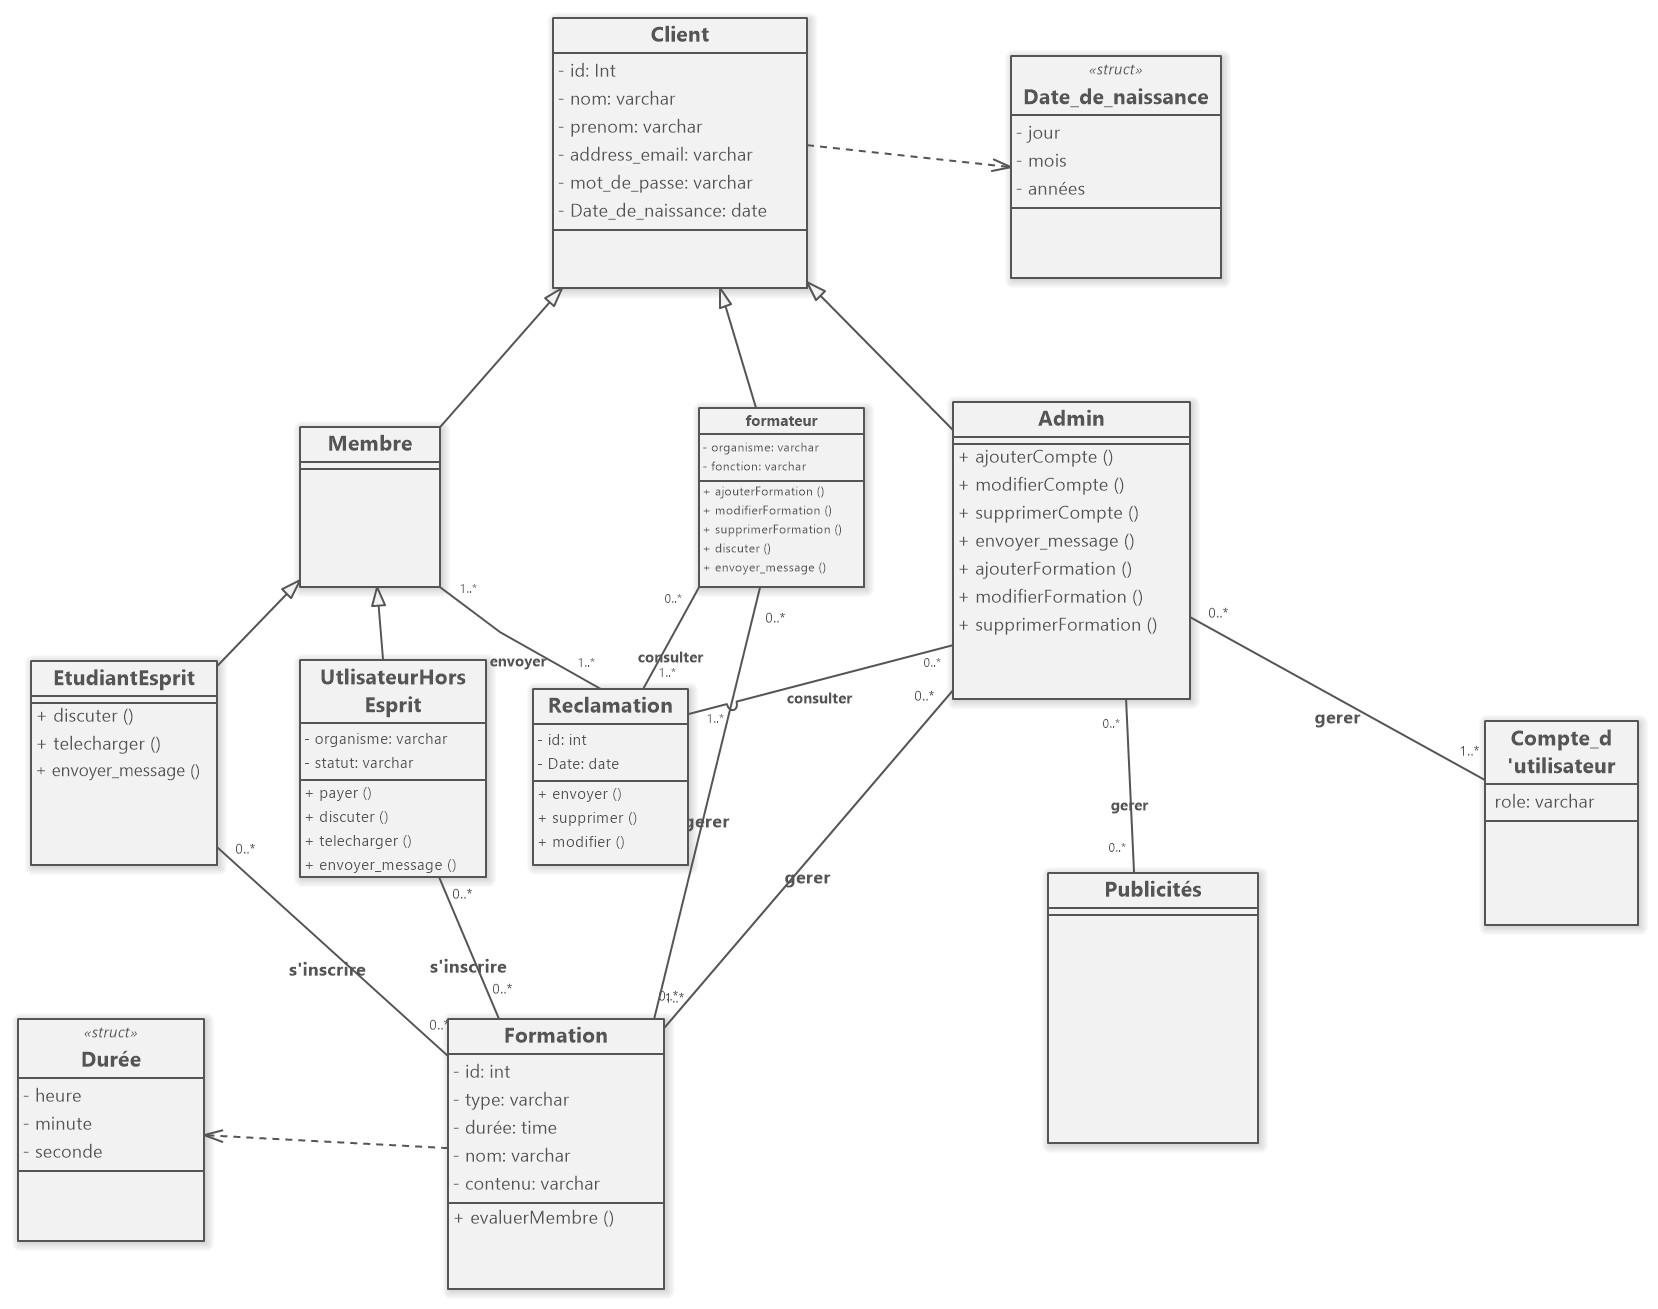 Client
- id: Int
- nom: varchar
- prenom: varchar
- address_email: varchar
- mot_de_passe: varchar
- Date_de_naissance: date
«struct»
Date_de_naissance
- jour
- mois
- années
Membre
formateur
- organisme: varchar
- fonction: varchar
+ ajouterFormation ()
+ modifierFormation ()
+ supprimerFormation ()
+ discuter ()
+ envoyer_message ()
Admin
+ ajouterCompte ()
+ modifierCompte ()
+ supprimerCompte ()
+ envoyer_message ()
+ ajouterFormation ()
+ modifierFormation ()
+ supprimerFormation ()
1..*
envoyer
1..*
0..*
consulter
1..*
0..*
0..*
consulter
1..*
0..*
0..*
gerer
1..*
EtudiantEsprit
+ discuter ()
+ telecharger ()
+ envoyer_message ()
UtlisateurHors
Esprit
- organisme: varchar
- statut: varchar
+ payer ()
+ discuter ()
+ telecharger ()
+ envoyer_message ()
Reclamation
- id: int
- Date: date
+ envoyer ()
+ supprimer ()
+ modifier ()
gerer
gerer
0..*
gerer
0..*
Compte_d
'utilisateur
role: varchar
Publicités
0..*
s'inscrire
0..*
0..*
s'inscrire
0..*
0..*
1..*
«struct»
Durée
- heure
- minute
- seconde
Formation
- id: int
- type: varchar
- durée: time
- nom: varchar
- contenu: varchar
+ evaluerMembre ()